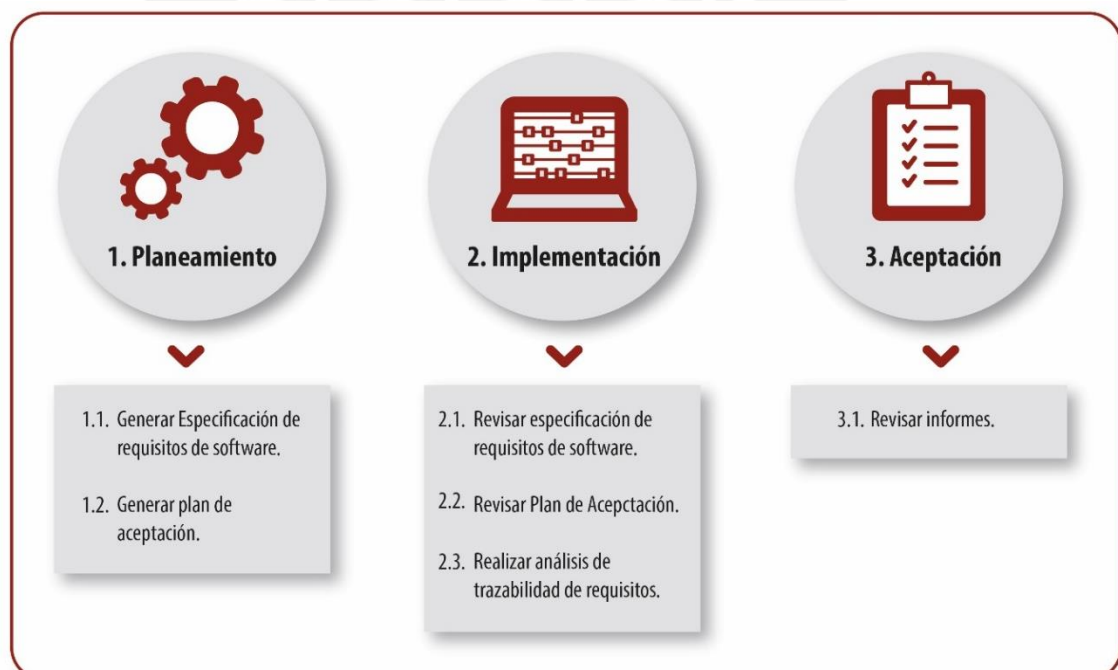 1. Planeamiento
2. Implementación
3. Aceptación
1.1. Generar Especificación de
requisitos de software.
1.2. Generar plan de
aceptación.
2.1. Revisar especificación de
requisitos de software.
2.2. Revisar Plan de Acepctación.
2.3. Realizar análisis de
trazabilidad de requisitos.
3.1. Revisar informes.